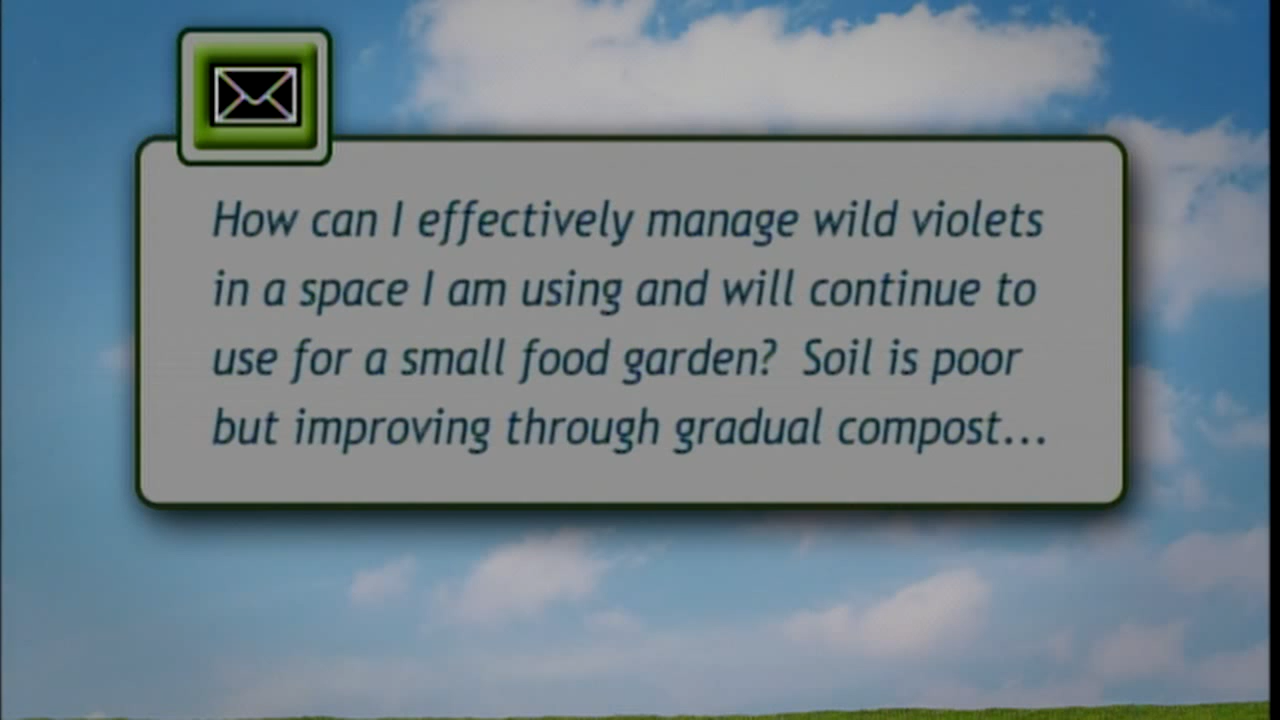 How can I effectively manage wild violets
in a space I am using and will continue to
use for a small food garden?  Soil is poor
but improving through gradual compost...